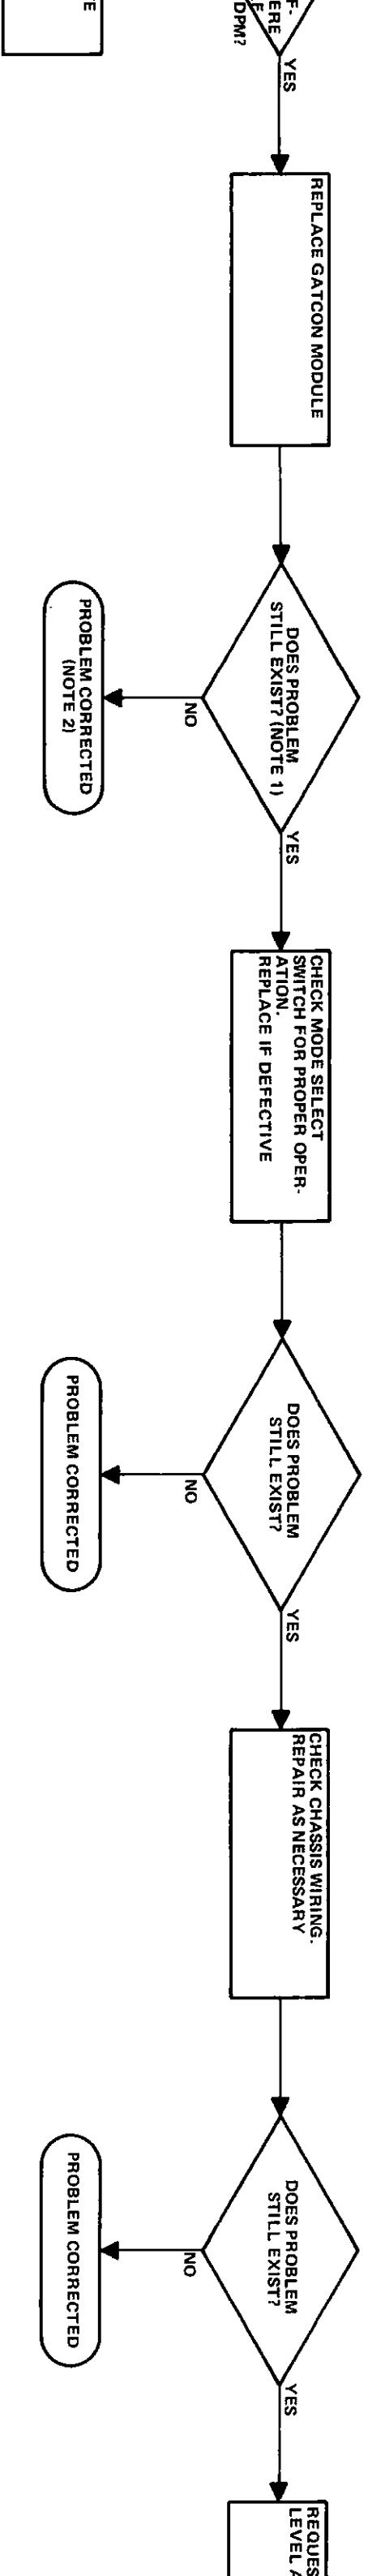 DPM?
YES
REPLACE GATCON MODULE
DOES PROBLEM
STILL EXIST? (NOTE 1)
NO
PROBLEM CORRECTED
(NOTE 2)
YES
CHECK MODE SELECT
SWITCH FOR PROPER OPER-
ATION.
REPLACE IF DEFECTIVE
DOES PROBLEM
STILL EXIST?
NO
PROBLEM CORRECTED
YES
CHECK CHASSIS WIRING.
REPAIR AS NECESSARY
DOES PROBLEM
STILL EXIST?
NO
PROBLEM CORRECTED
YES
LEVEL